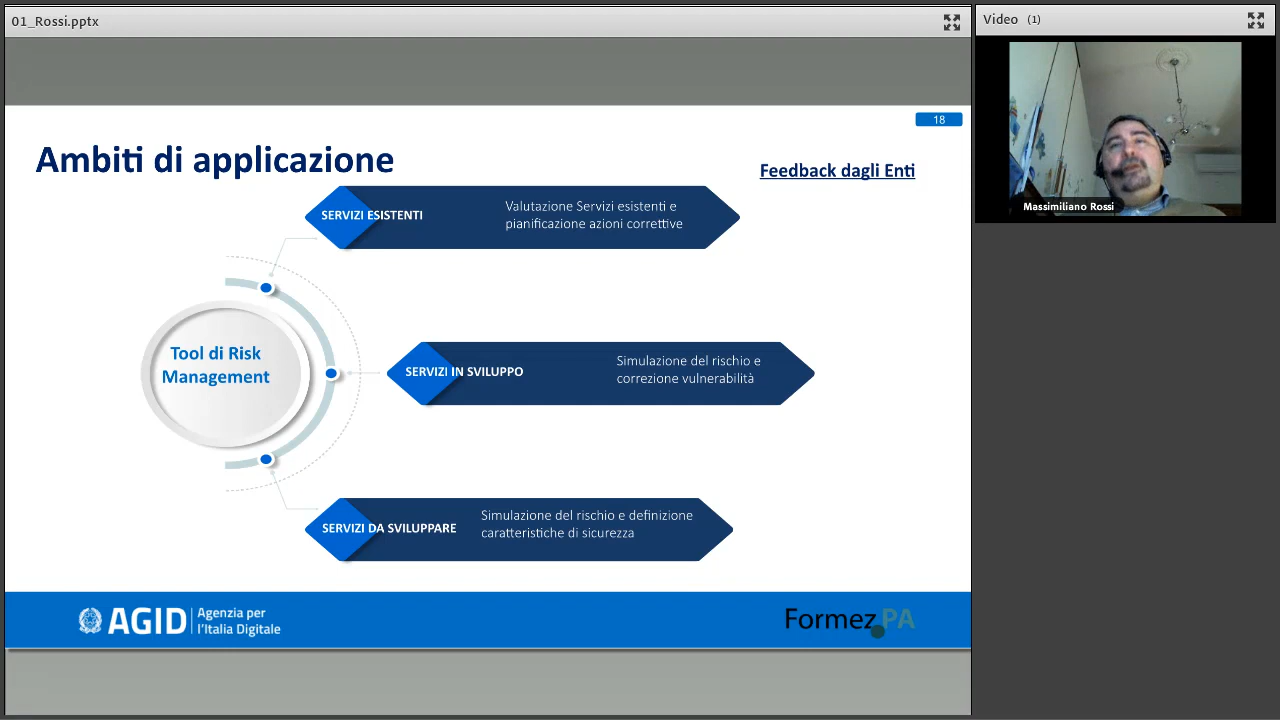 01_Rossi.pptx
Video (1)
Massimiliano Rossi
18
Ambiti di applicazione
Feedback dagli Enti
SERVIZI ESISTENTI
Valutazione Servizi esistenti e
pianificazione azioni correttive
Tool di Risk
Management
SERVIZI IN SVILUPPO
Simulazione del rischio e
correzione vulnerabilità
SERVIZI DA SVILUPPARE
Simulazione del rischio e definizione
caratteristiche di sicurezza
AGID
Agenzia per
l'Italia Digitale
Formez PA